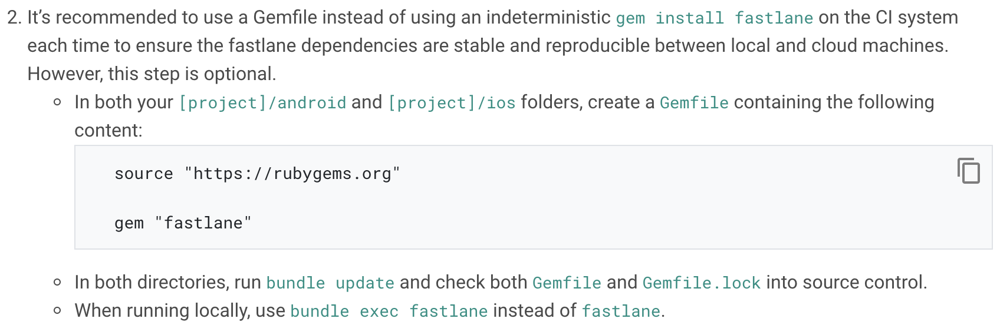 2. It’s recommended to use a Gemfile instead of using an indeterministic gem install fastlane on the CI system
each time to ensure the fastlane dependencies are stable and reproducible between local and cloud machines.
However, this step is optional.
In both your [project]/android and [project]/ios folders, create a Gemfile containing the following
content:
source "https://rubygems.org"
gem "fastlane"
In both directories, run bundle update and check both Gemfile and Gemfile.lock into source control.
When running locally, use bundle exec fastlane instead of fastlane.